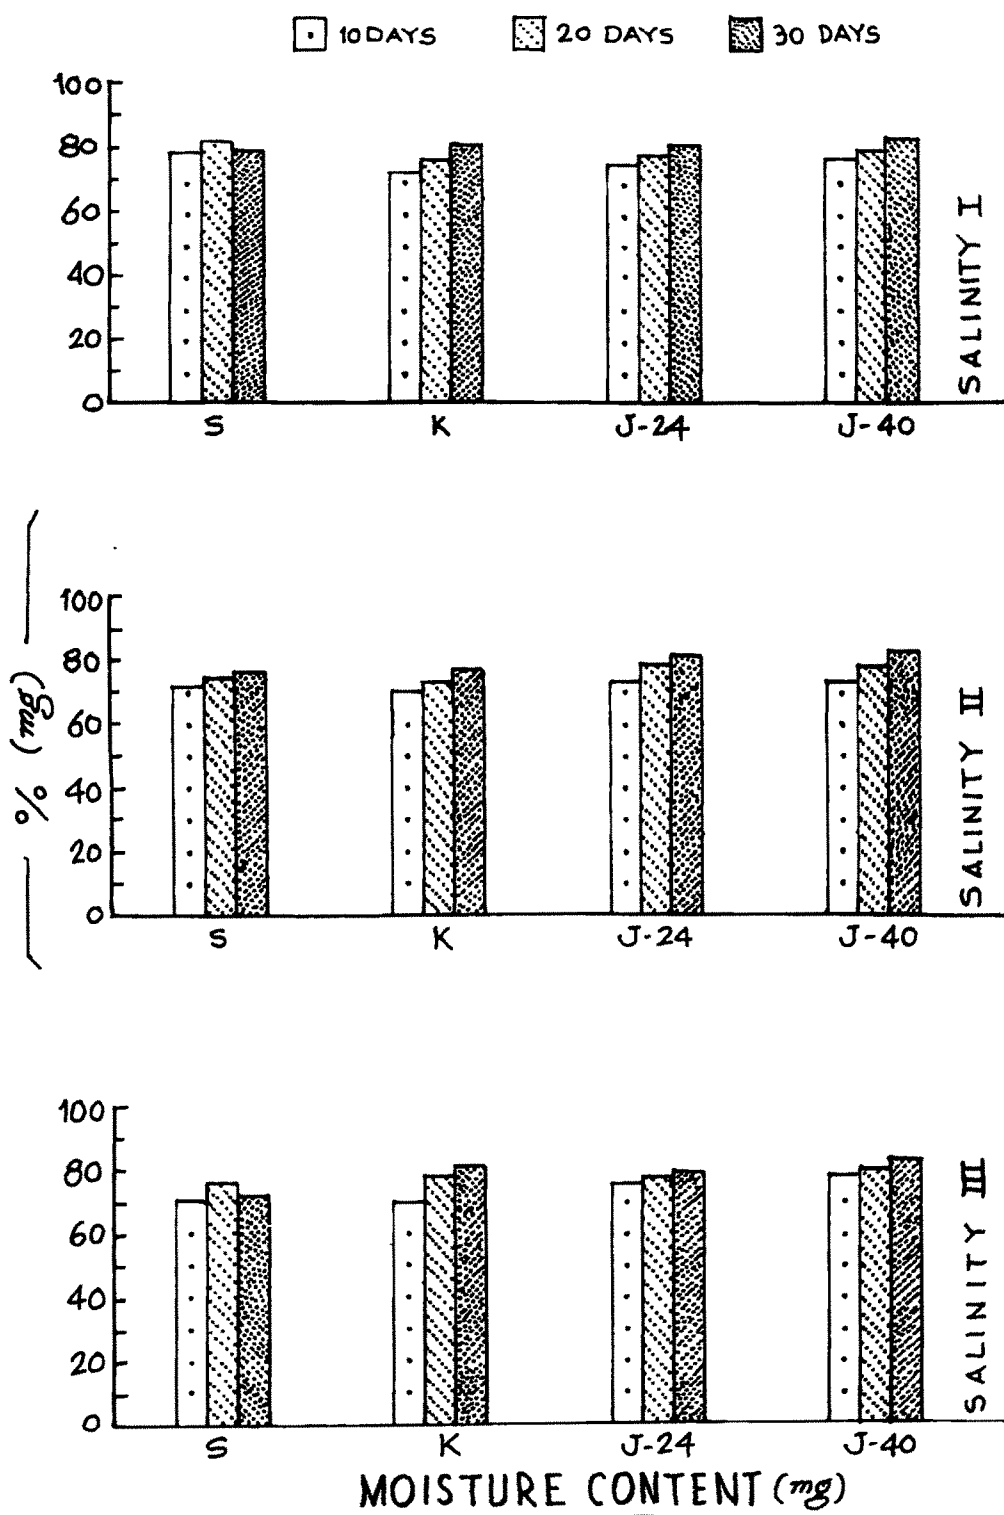 10 DAYS 20 DAYS 30 DAYS
100
80
60
40
20
0
S K J-24 J-40
SALINITY I
% (mg)
100
80
60
40
20
0
S K J-24 J-40
SALINITY II
100
80
60
40
20
0
S K J-24 J-40
SALINITY III
MOISTURE CONTENT (mg)